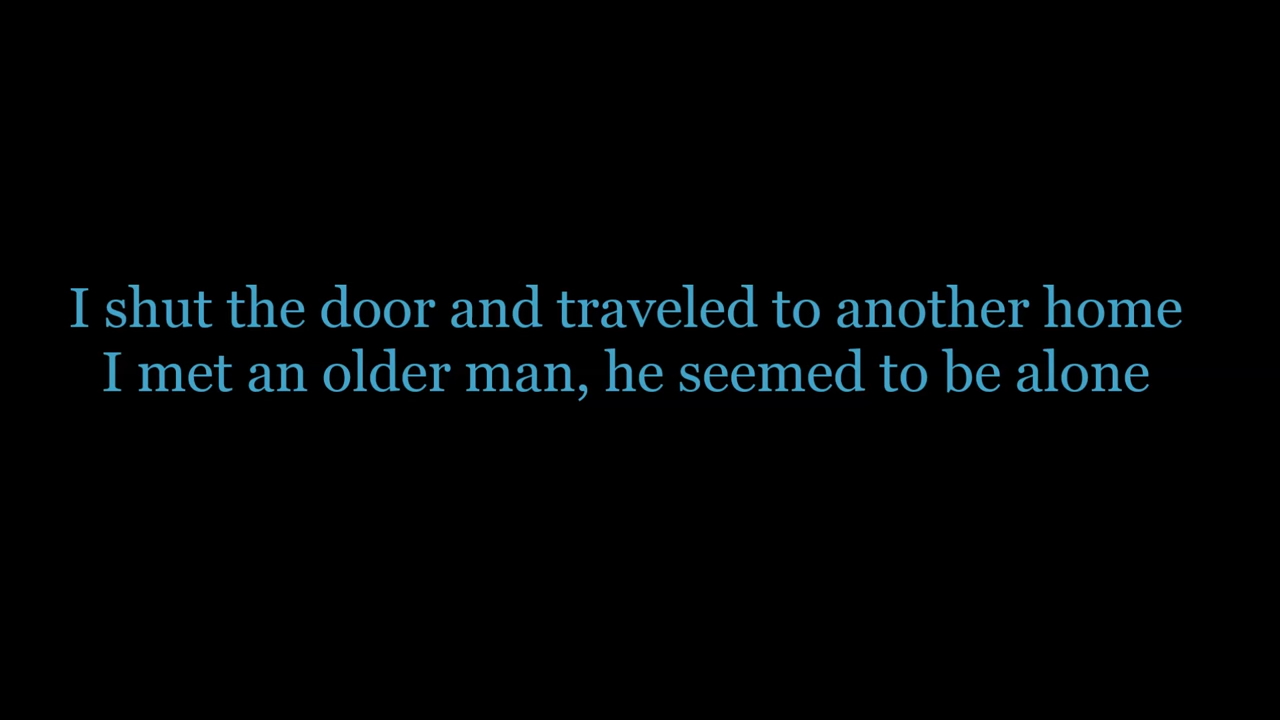 I shut the door and traveled to another home
I met an older man, he seemed to be alone